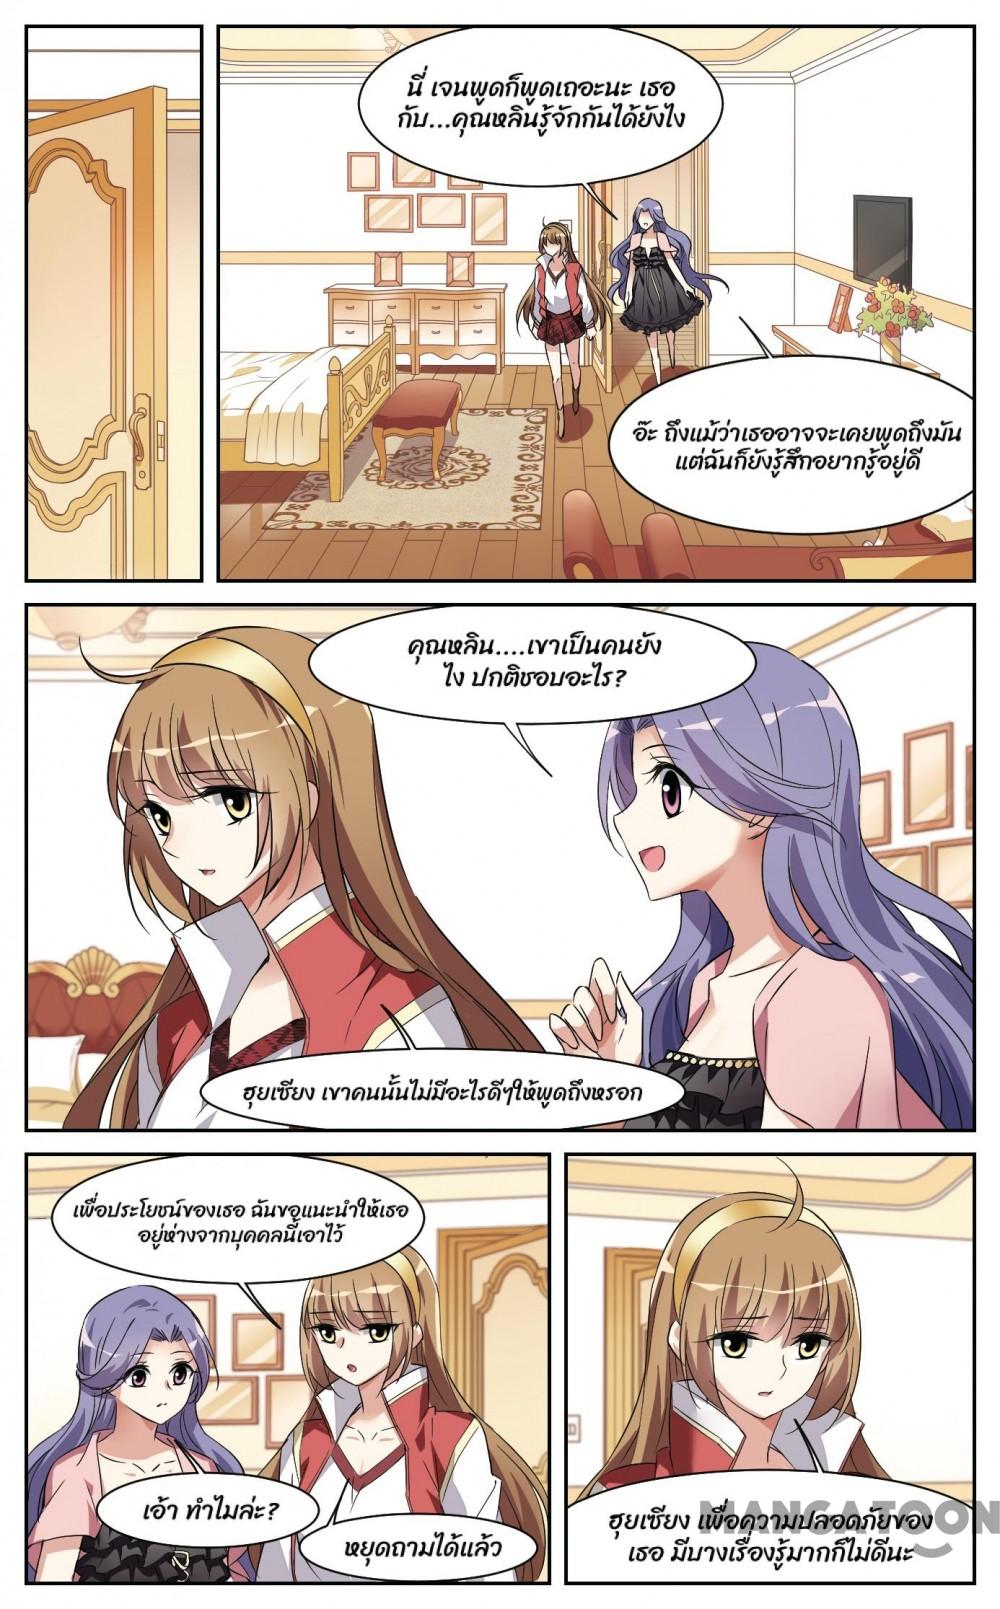 นี่ เจนพูดก็พูดเถอะนะ เธอ
กับ...คุณหลินรู้จักกันได้ยังไง
อ๊ะ ถึงแม้ว่าเธออาจจะเคยพูดถึงมัน
แต่ฉันก็ยังรู้สึกอยากรู้อยู่ดี
คุณหลิน....เขาเป็นคนยัง
ไง ปกติชอบอะไร?
ฮุยเซียง เขาคนนั้นไม่มีอะไรดีๆให้พูดถึงหรอก
เพื่อประโยชน์ของเธอ ฉันขอแนะนำให้เธอ
อยู่ห่างจากบุคคลนี้เอาไว้
เอ้า ทำไมล่ะ?
หยุดถามได้แล้ว
ฮุยเซียง เพื่อความปลอดภัยของ
เธอ มีบางเรื่องรู้มากก็ไม่ดีนะ
MANGATOON